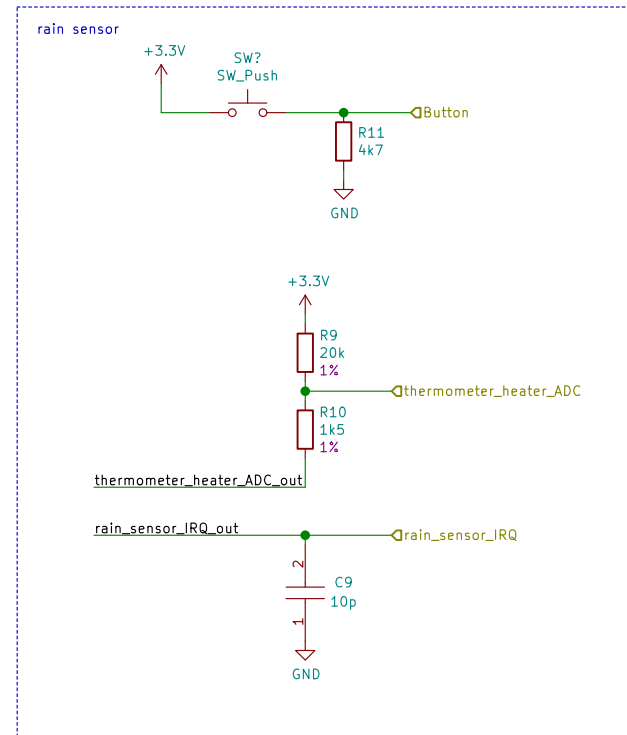 rain sensor
+3.3V
SW?
SW_Push
Button
R11
4k7
GND
+3.3V
R9
20k
1%
thermometer_heater_ADC
R10
1k5
1%
thermometer_heater_ADC_out
rain_sensor_IRQ_out
rain_sensor_IRQ
2
C9
10p
1
GND